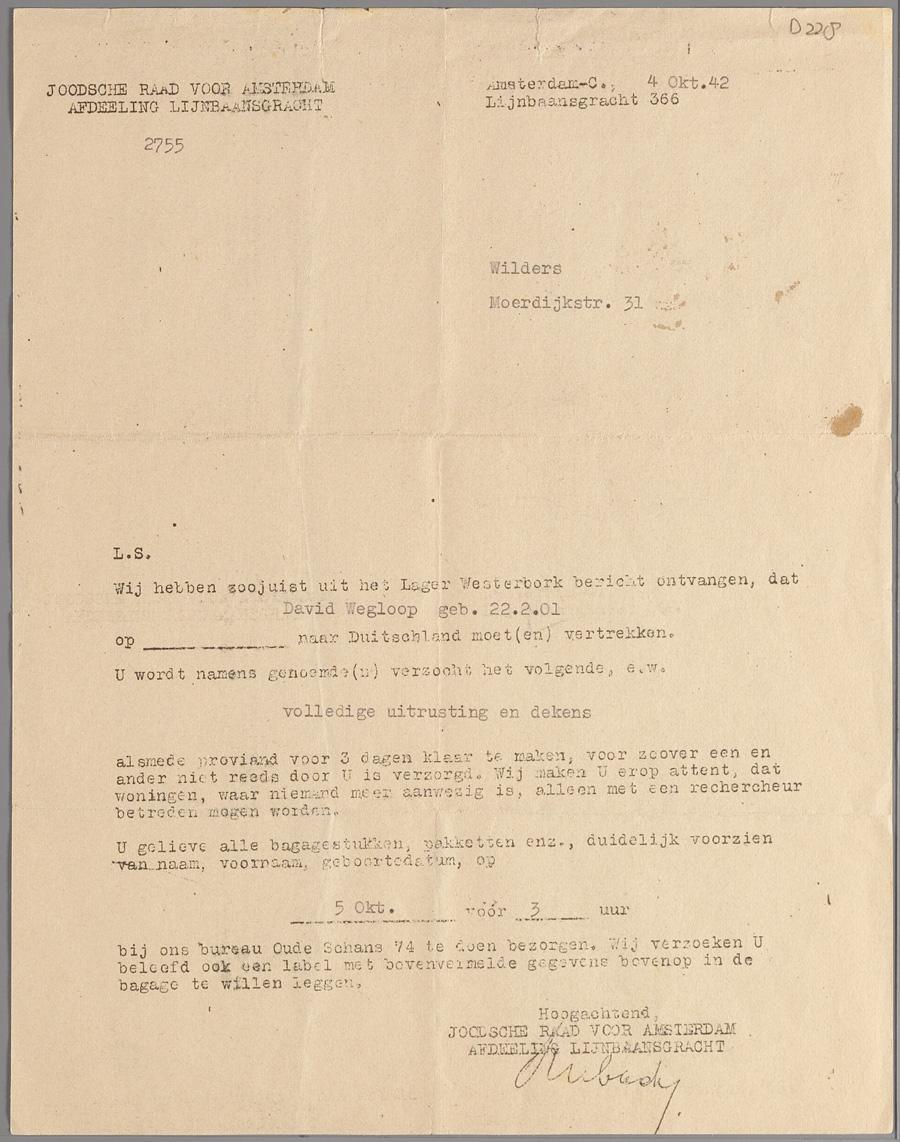 D 228
JOODSCHE RAAD VOOR AMSTERDAM
AFDEELING LIJNBAANSGRACHT
2755
Amsterdam-C., 4 Okt.42
Lijnbaansgracht 366
Wilders
Moerdijkstr. 31
L.S.
Wij hebben zoojuist uit het Lager Westerbork bericht ontvangen, dat
David Wegloop geb. 22.2.01
op _______________ naar Duitschland moet(en) vertrekken.
U wordt namens genoemde(n) verzocht het volgende, e.w.
volledige uitrusting en dekens
alsmede proviand voor 3 dagen klaar te maken, voor zoover een en
ander niet reeds door U is verzorgd. Wij maken U erop attent, dat
woningen, waar niemand meer aanwezig is, alleen met een rechercheur
betreden mogen worden.
U gelieve alle bagagestukken, pakketten enz., duidelijk voorzien
van naam, voornaam, geboortedatum, op
5 Okt. vóór 3 uur
bij ons bureau Oude Schans 74 te doen bezorgen. Wij verzoeken U
beleefd ook een label met bovenvermelde gegevens bovenop in de
bagage te willen leggen.
Hoogachtend,
JOODSCHE RAAD VOOR AMSTERDAM
AFDEELING LIJNBAANSGRACHT